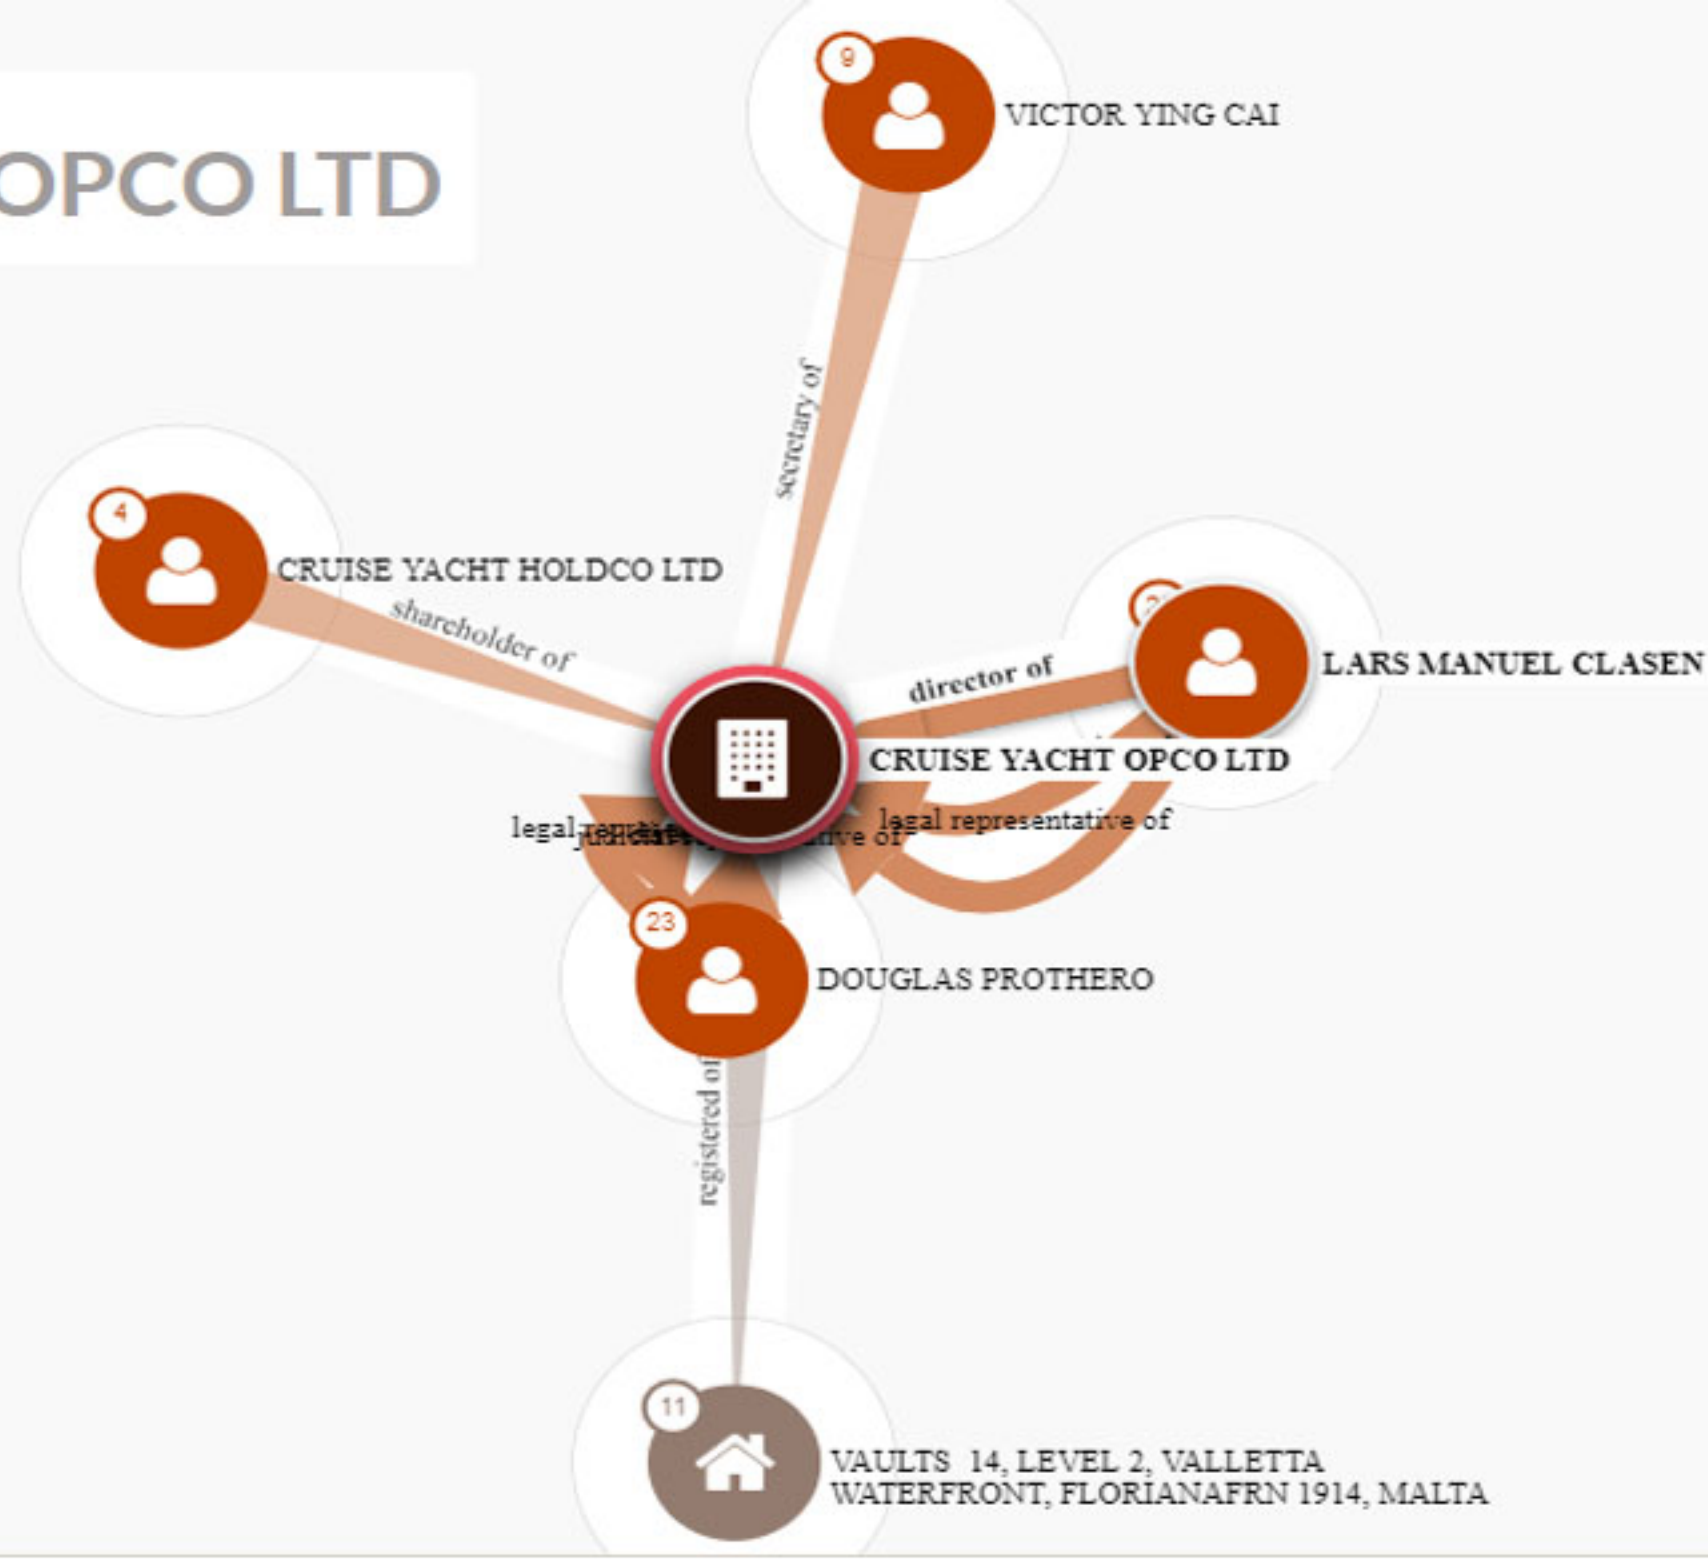 9
VICTOR YING CAI
OPCO LTD
secretary of
4
CRUISE YACHT HOLDCO LTD
shareholder of
director of
LARS MANUEL CLASEN
CRUISE YACHT OPCO LTD
legal representative of
legal
23
DOUGLAS PROTHERO
registered of
11
VAULTS 14, LEVEL 2, VALLETTA
WATERFRONT, FLORIANAFRN 1914, MALTA